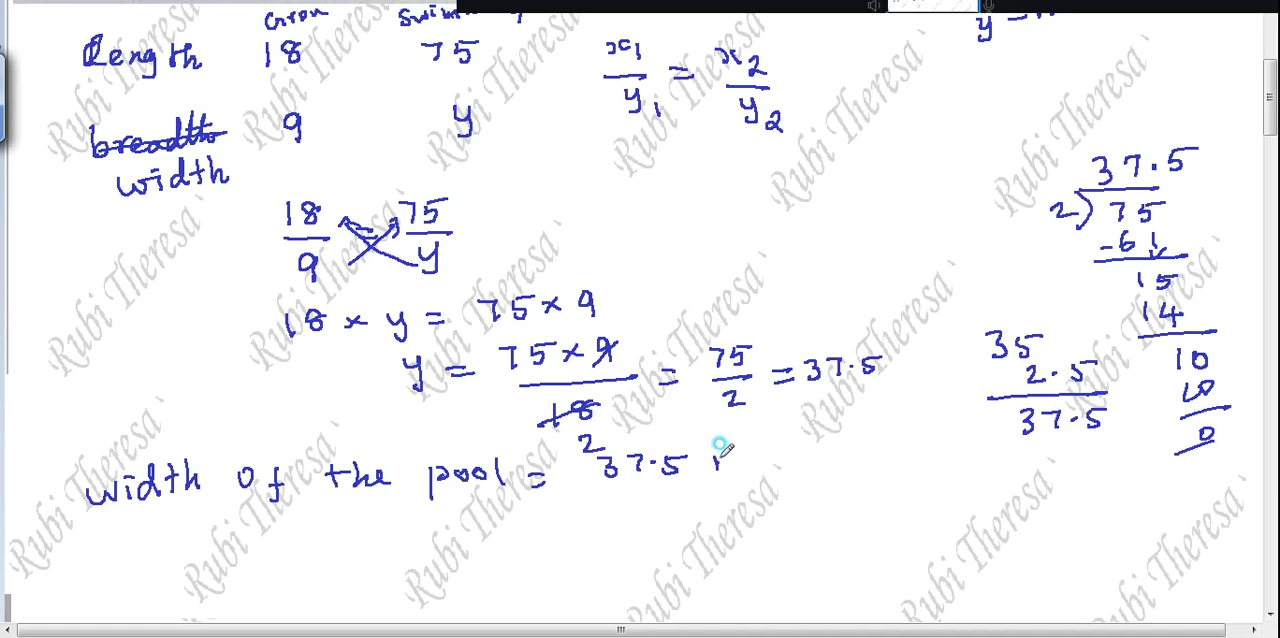 Length 18 75 x1/y1 = x2/y2
breadth 9 y
width
18/9 75/y
18 × y = 75 × 9
y = 75 × 9/18 = 75/2 = 37.5
2
width of the pool = 37.5
37.5
2)75
-6
15
14
10
10
0
35
2.5
37.5
Rubi Theresa